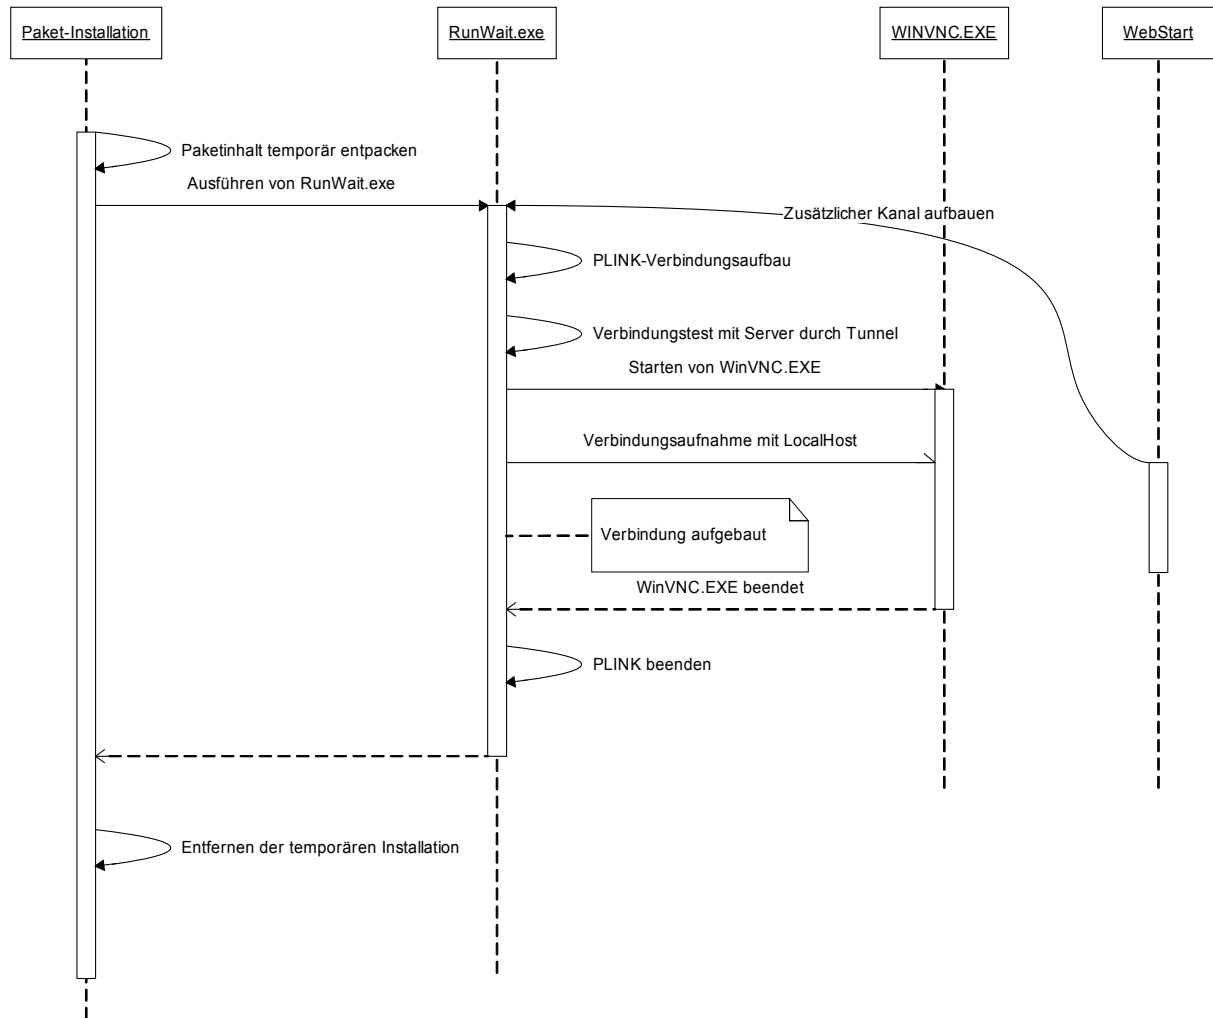 Paket-Installation
RunWait.exe
WINVNC.EXE
WebStart
Paketinhalt temporär entpacken
Ausführen von RunWait.exe
Zusätzlicher Kanal aufbauen
PLINK-Verbindungsaufbau
Verbindungstest mit Server durch Tunnel
Starten von WinVNC.EXE
Verbindungsaufnahme mit LocalHost
Verbindung aufgebaut
WinVNC.EXE beendet
PLINK beenden
Entfernen der temporären Installation